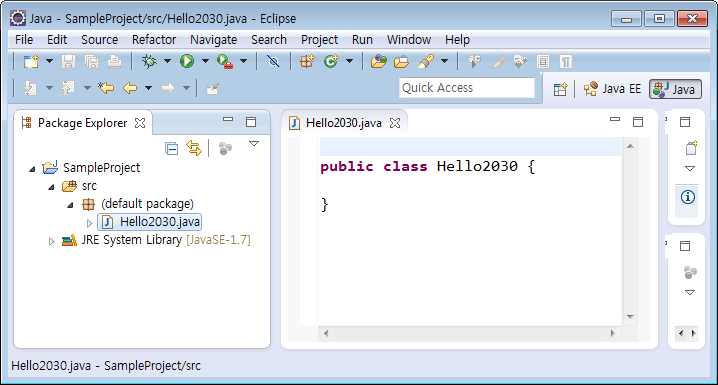 Java - SampleProject/src/Hello2030.java - Eclipse
File Edit Source Refactor Navigate Search Project Run Window Help
Quick Access
Java EE
Java
Package Explorer
Hello2030.java
SampleProject
src
(default package)
Hello2030.java
JRE System Library [JavaSE-1.7]
public class Hello2030 {
}
Hello2030.java - SampleProject/src